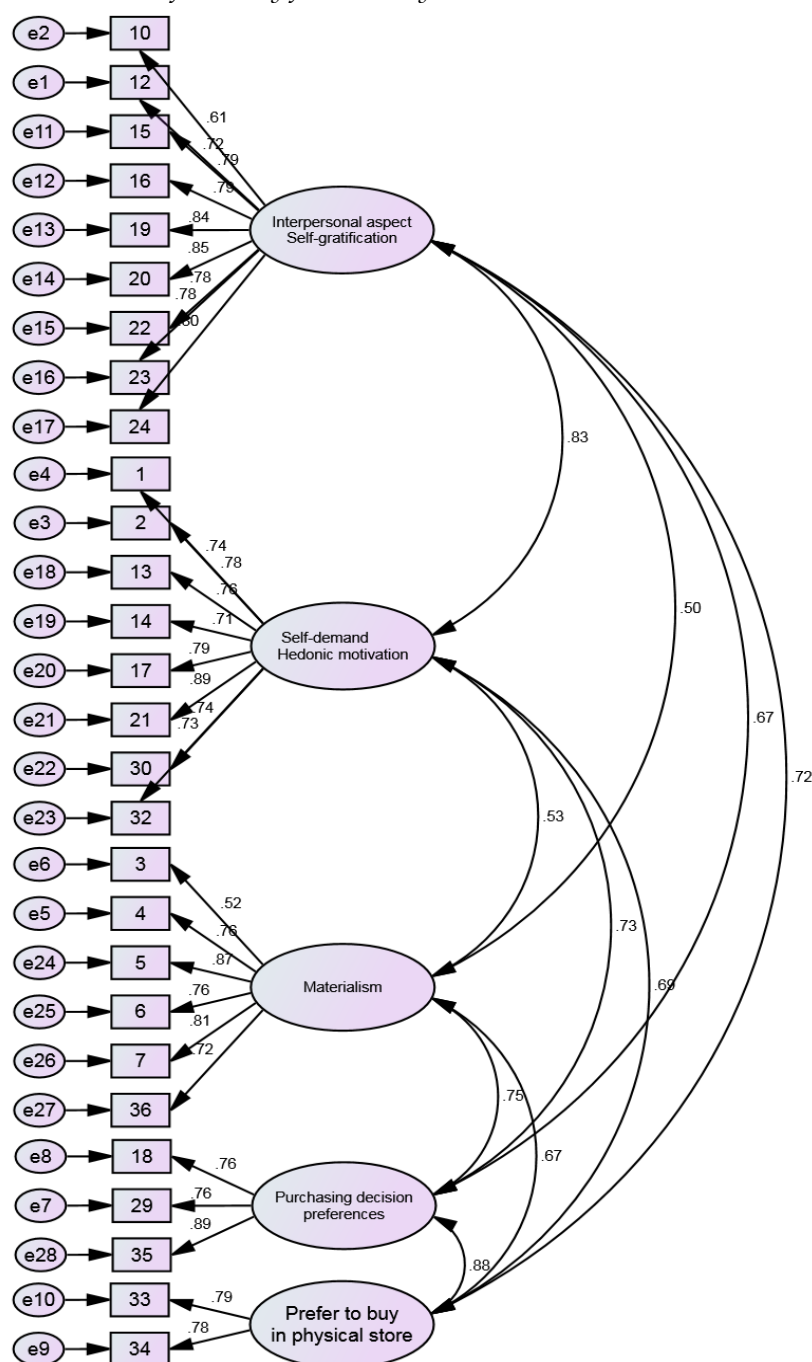 e2 10
e1 12
.61
e11 15
.72
.79
e12 16
.79
e13 19
.84
Interpersonal aspect
Self-gratification
e14 20
.85
.78
e15 22
.78
.80
e16 23
e17 24
.83
e4 1
e3 2
.74
.78
e18 13
.76
e19 14
.71
.50
Self-demand
Hedonic motivation
e20 17
.79
.89
e21 21
.74
.73
.67
e22 30
.72
e23 32
.53
e6 3
.52
e5 4
.76
.73
e24 5
.87
Materialism
.69
e25 6
.76
.81
e26 7
.72
e27 36
.75
e8 18
.76
.67
e7 29
.76
Purchasing decision
preferences
e28 35
.89
.88
e10 33
.79
Prefer to buy
in physical store
e9 34
.78